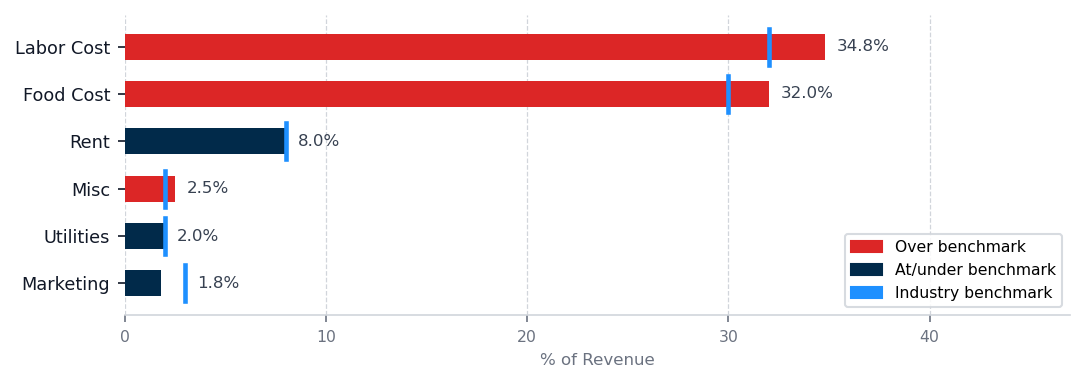 Labor Cost 34.8%
Food Cost 32.0%
Rent 8.0%
Misc 2.5%
Utilities 2.0%
Marketing 1.8%
Over benchmark
At/under benchmark
Industry benchmark
0 10 20 30 40
% of Revenue